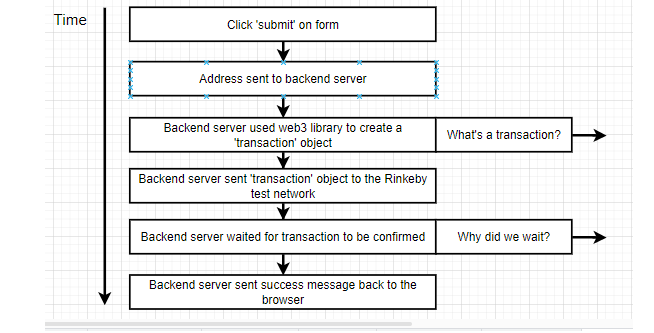 Time
Click 'submit' on form
Address sent to backend server
Backend server used web3 library to create a
'transaction' object
What's a transaction?
Backend server sent 'transaction' object to the Rinkeby
test network
Backend server waited for transaction to be confirmed
Why did we wait?
Backend server sent success message back to the
browser